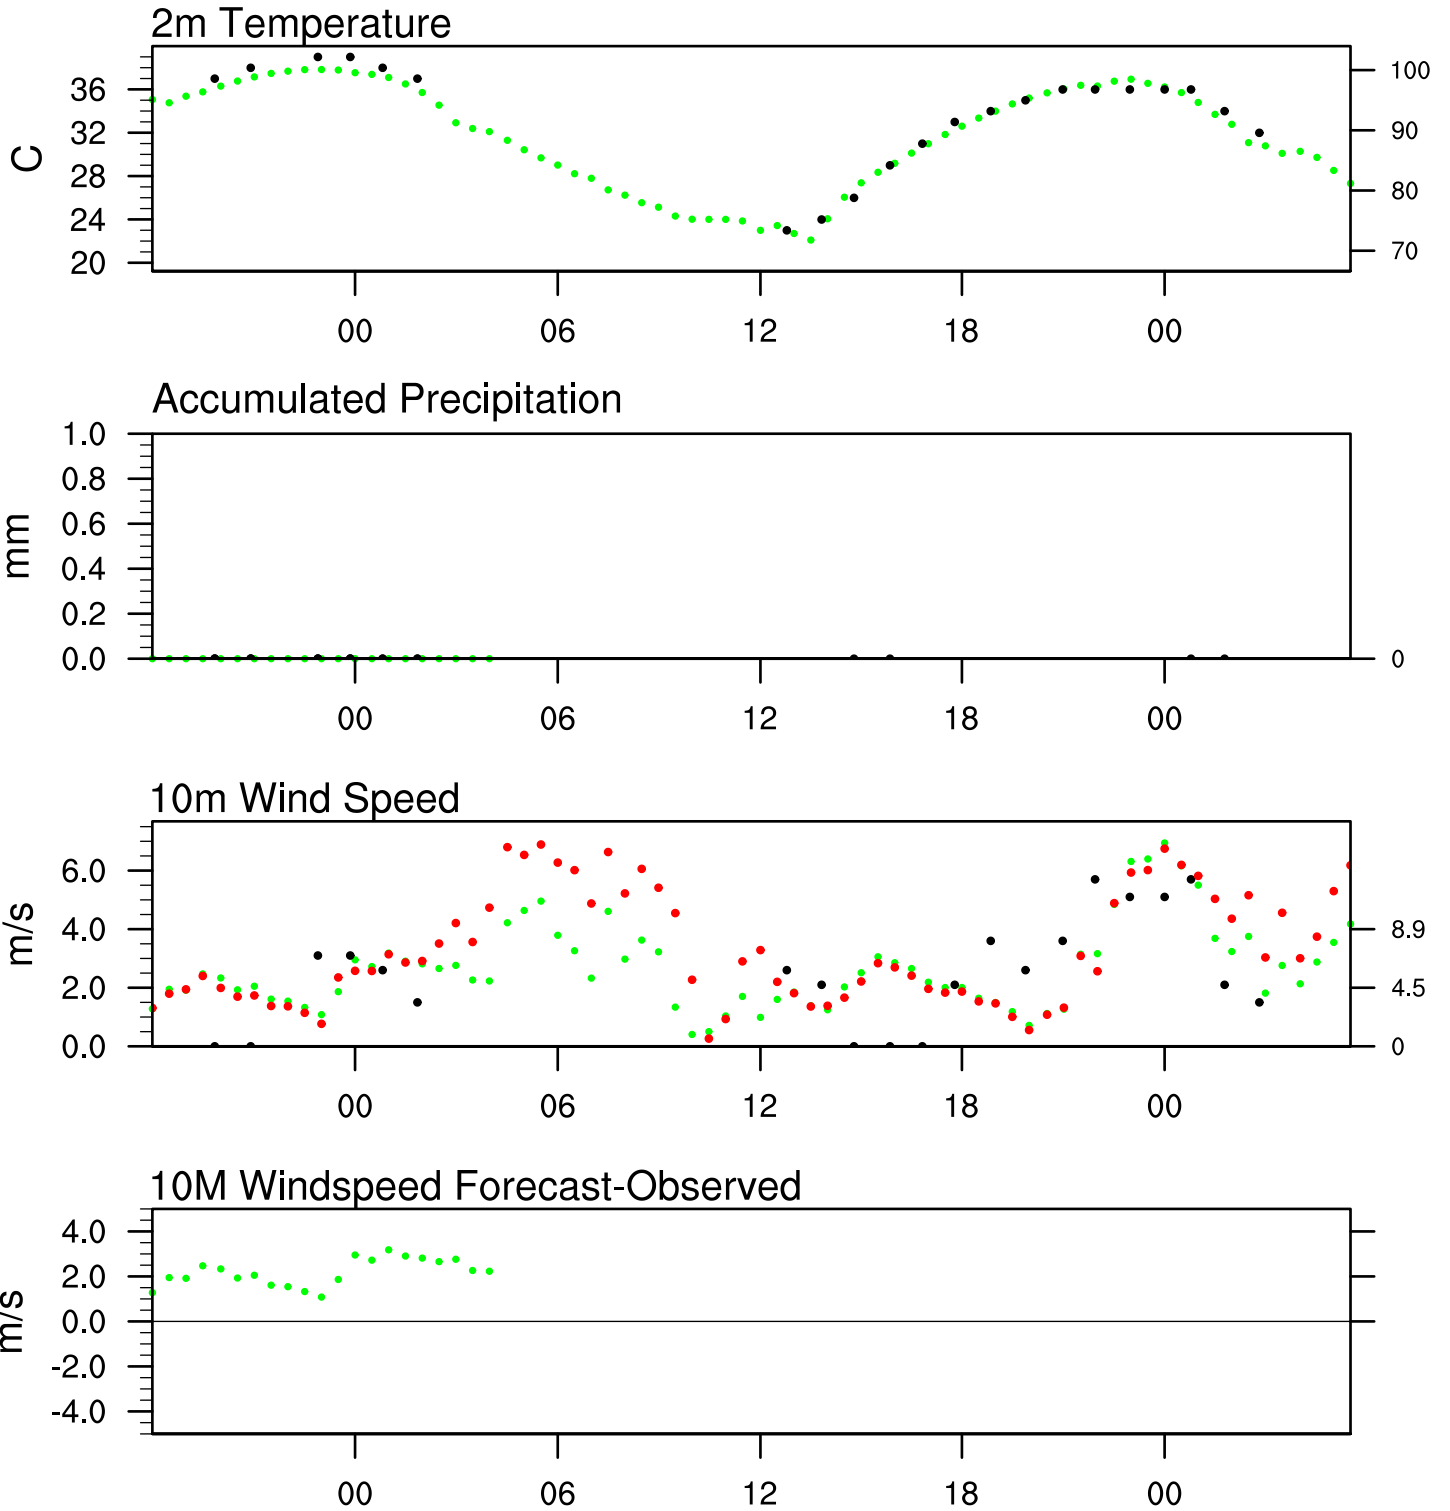 2m Temperature
36
32
28
24
20
C
100
90
80
70
00 06 12 18 00
Accumulated Precipitation
1.0
0.8
0.6
0.4
0.2
0.0
mm
0
00 06 12 18 00
10m Wind Speed
6.0
4.0
2.0
0.0
m/s
8.9
4.5
0
00 06 12 18 00
10M Windspeed Forecast-Observed
4.0
2.0
0.0
-2.0
-4.0
m/s
00 06 12 18 00